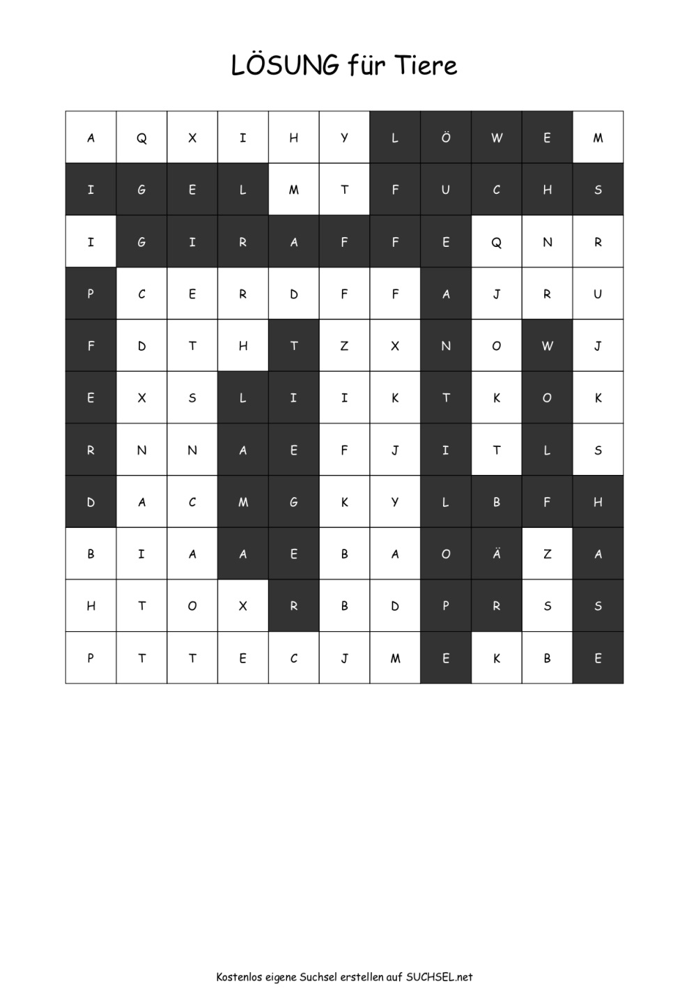 LÖSUNG für Tiere
A Q X I H Y L Ö W E M
I G E L M T F U C H S
I G I R A F F E Q N R
P C E R D F F A J R U
F D T H T Z X N O W J
E X S L I I K T K O K
R N N A E F J I T L S
D A C M G K Y L B F H
B I A A E B A O Ä Z A
H T O X R B D P R S S
P T T E C J M E K B E
Kostenlos eigene Suchsel erstellen auf SUCHSEL.net